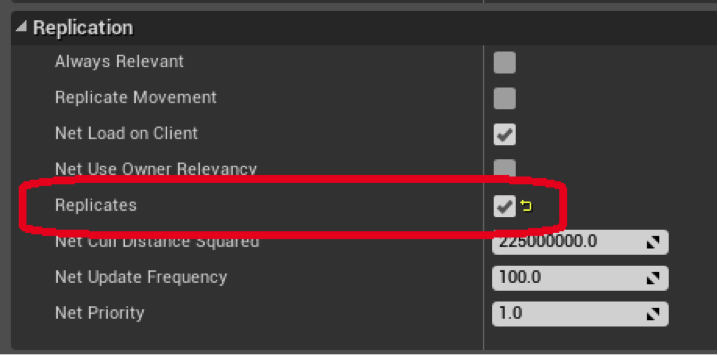 Replication
Always Relevant
Replicate Movement
Net Load on Client
Net Use Owner Relevancy
Replicates
Net Cull Distance Squared 225000000.0
Net Update Frequency 100.0
Net Priority 1.0